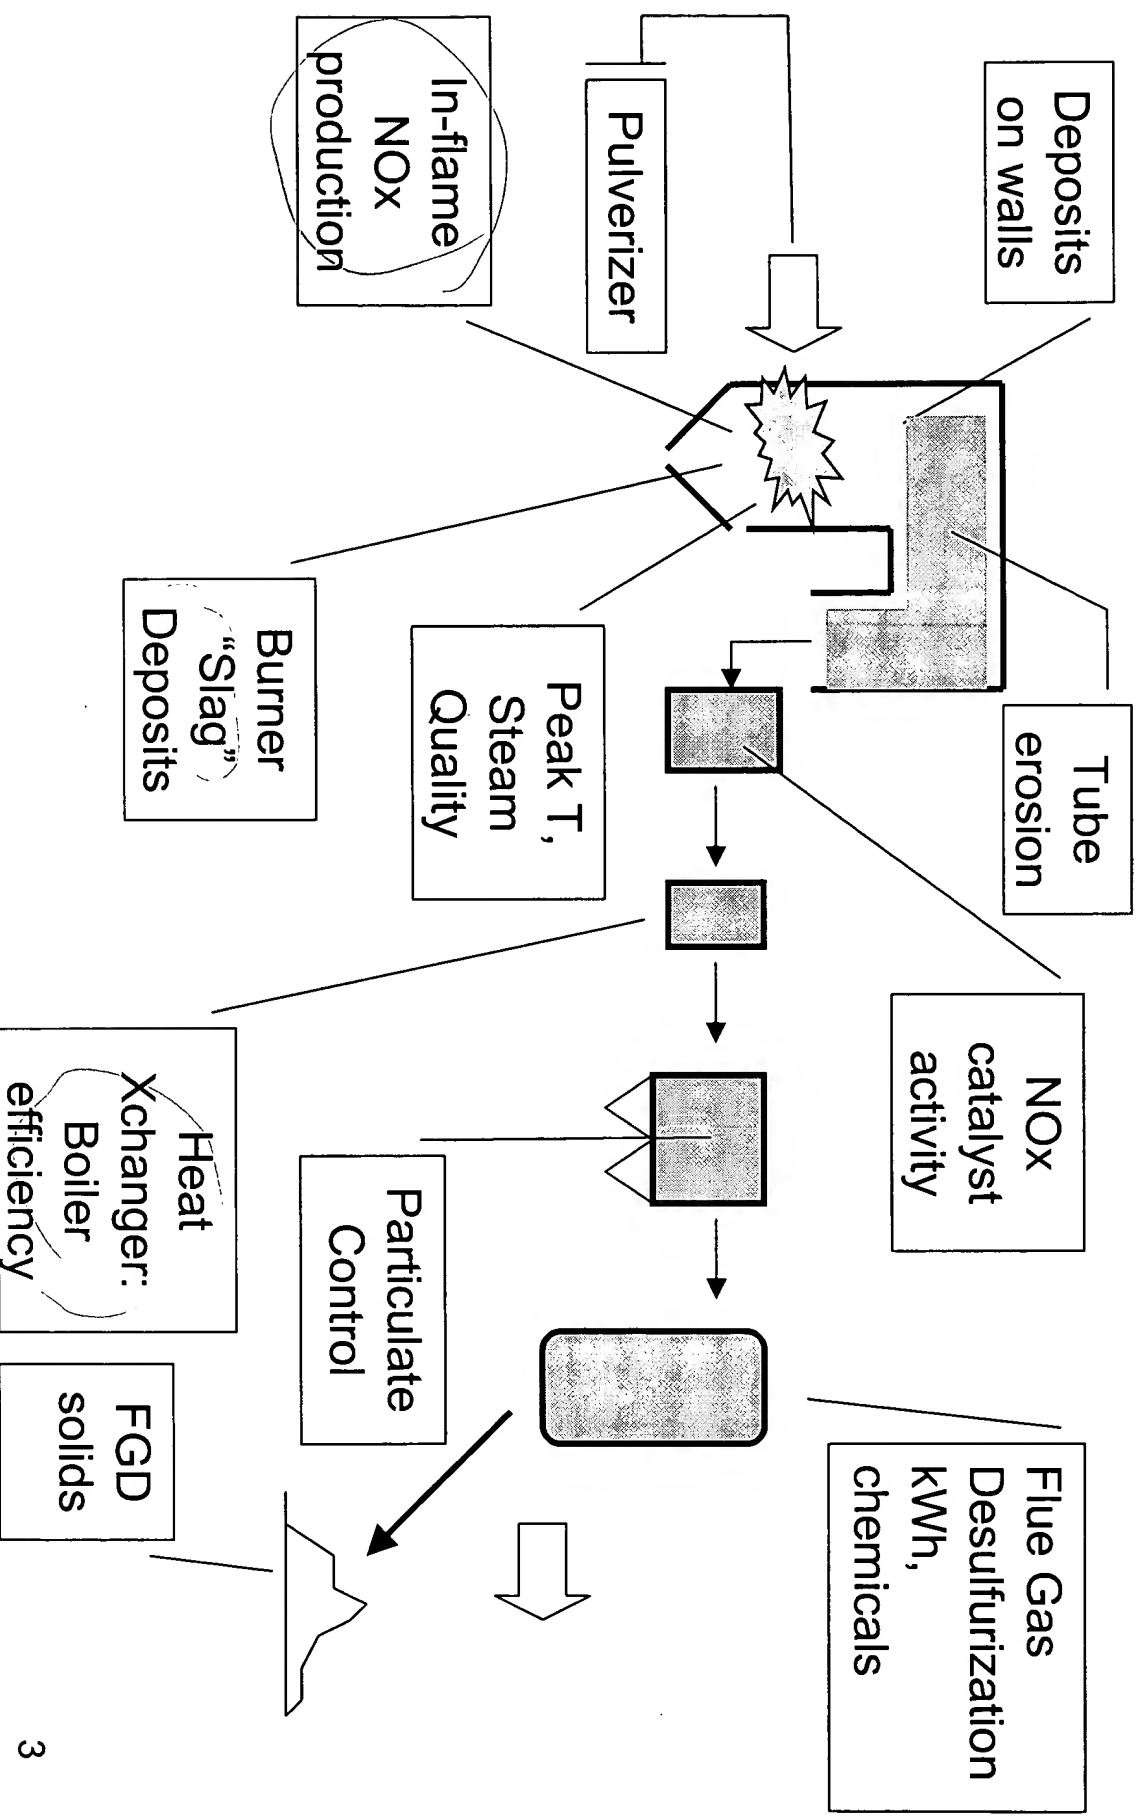 Deposits
on walls
Tube
erosion
NOx
catalyst
activity
Flue Gas
Desulfurization
kWh,
chemicals
Pulverizer
In-flame
NOx
production
Peak T,
Steam
Quality
Burner
“Slag”
Deposits
Particulate
Control
Heat
Xchanger:
Boiler
efficiency
FGD
solids
3